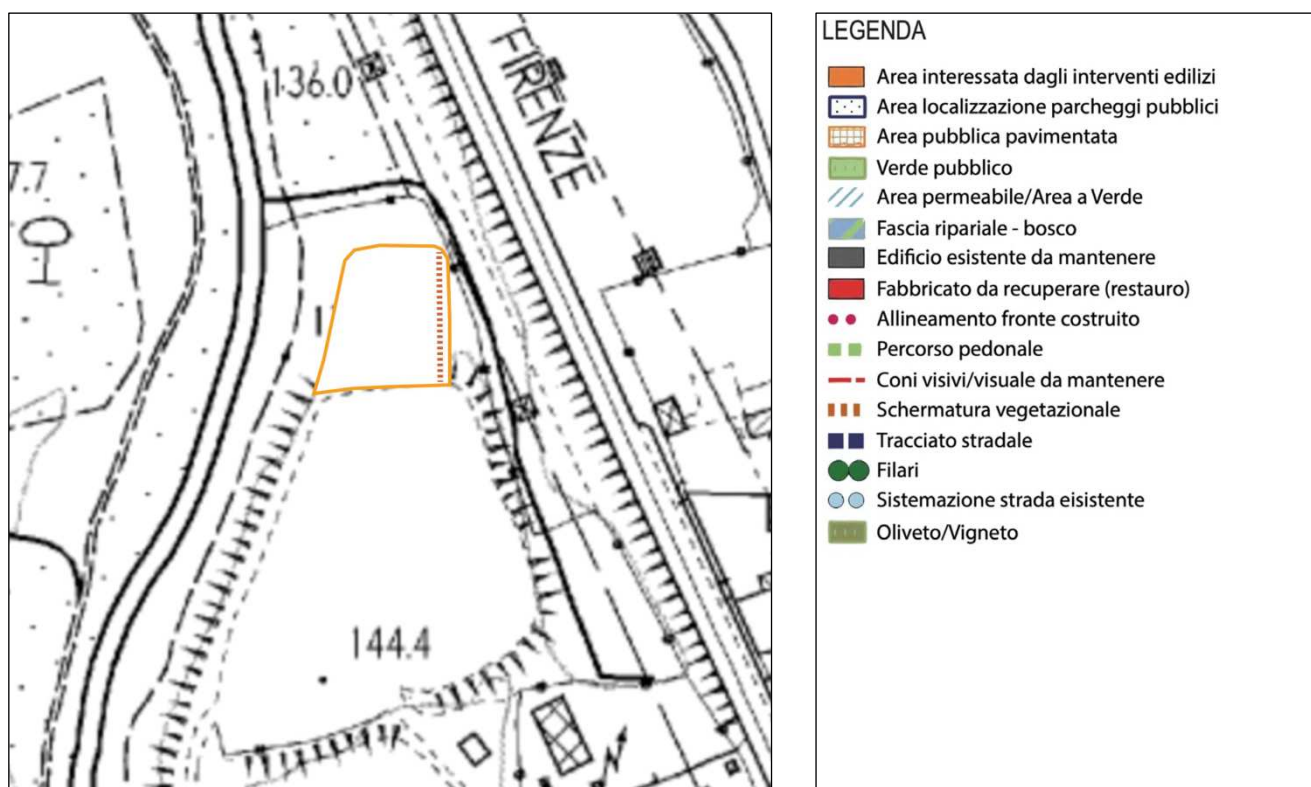 136.0
FIRENZE
7.7
144.4
LEGENDA
Area interessata dagli interventi edilizi
Area localizzazione parcheggi pubblici
Area pubblica pavimentata
Verde pubblico
Area permeabile/Area a Verde
Fascia ripariale - bosco
Edificio esistente da mantenere
Fabbricato da recuperare (restauro)
Allineamento fronte costruito
Percorso pedonale
Coni visivi/visuale da mantenere
Schermatura vegetazionale
Tracciato stradale
Filari
Sistemazione strada eisistente
Oliveto/Vigneto